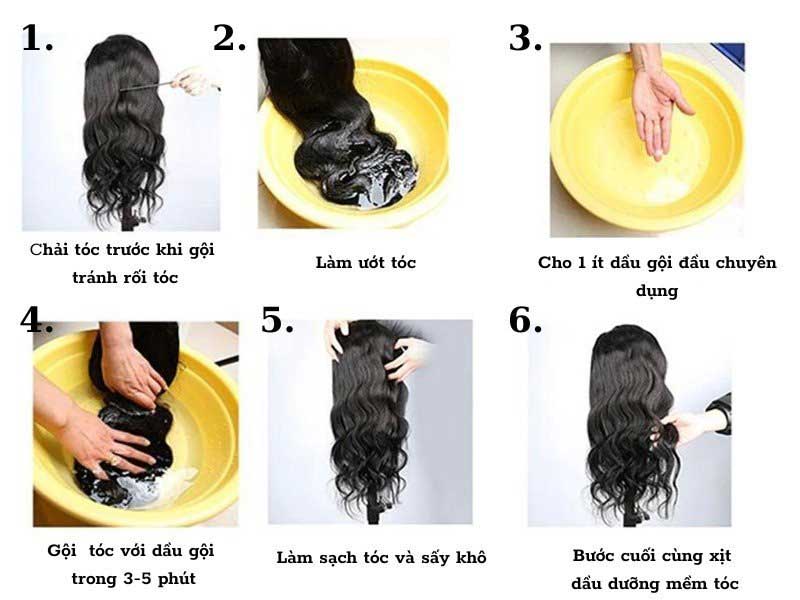 1.
Chải tóc trước khi gội
tránh rối tóc
2.
Làm ướt tóc
3.
Cho 1 ít dầu gội đầu chuyên
dụng
4.
Gội tóc với dầu gội
trong 3-5 phút
5.
Làm sạch tóc và sấy khô
6.
Bước cuối cùng xịt
dầu dưỡng mềm tóc